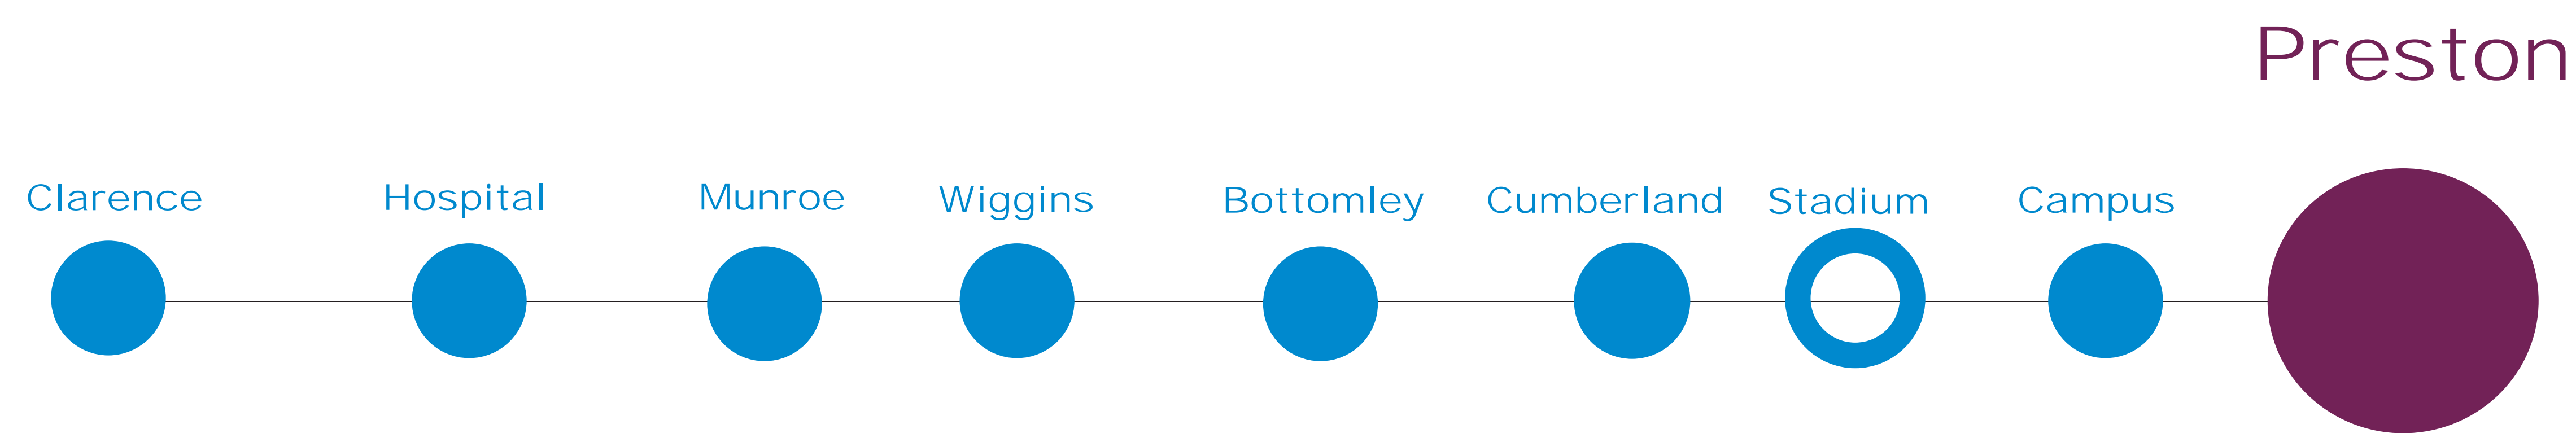 Preston
Clarence
Hospital
Munroe
Wiggins
Bottomley
Cumberland
Stadium
Campus